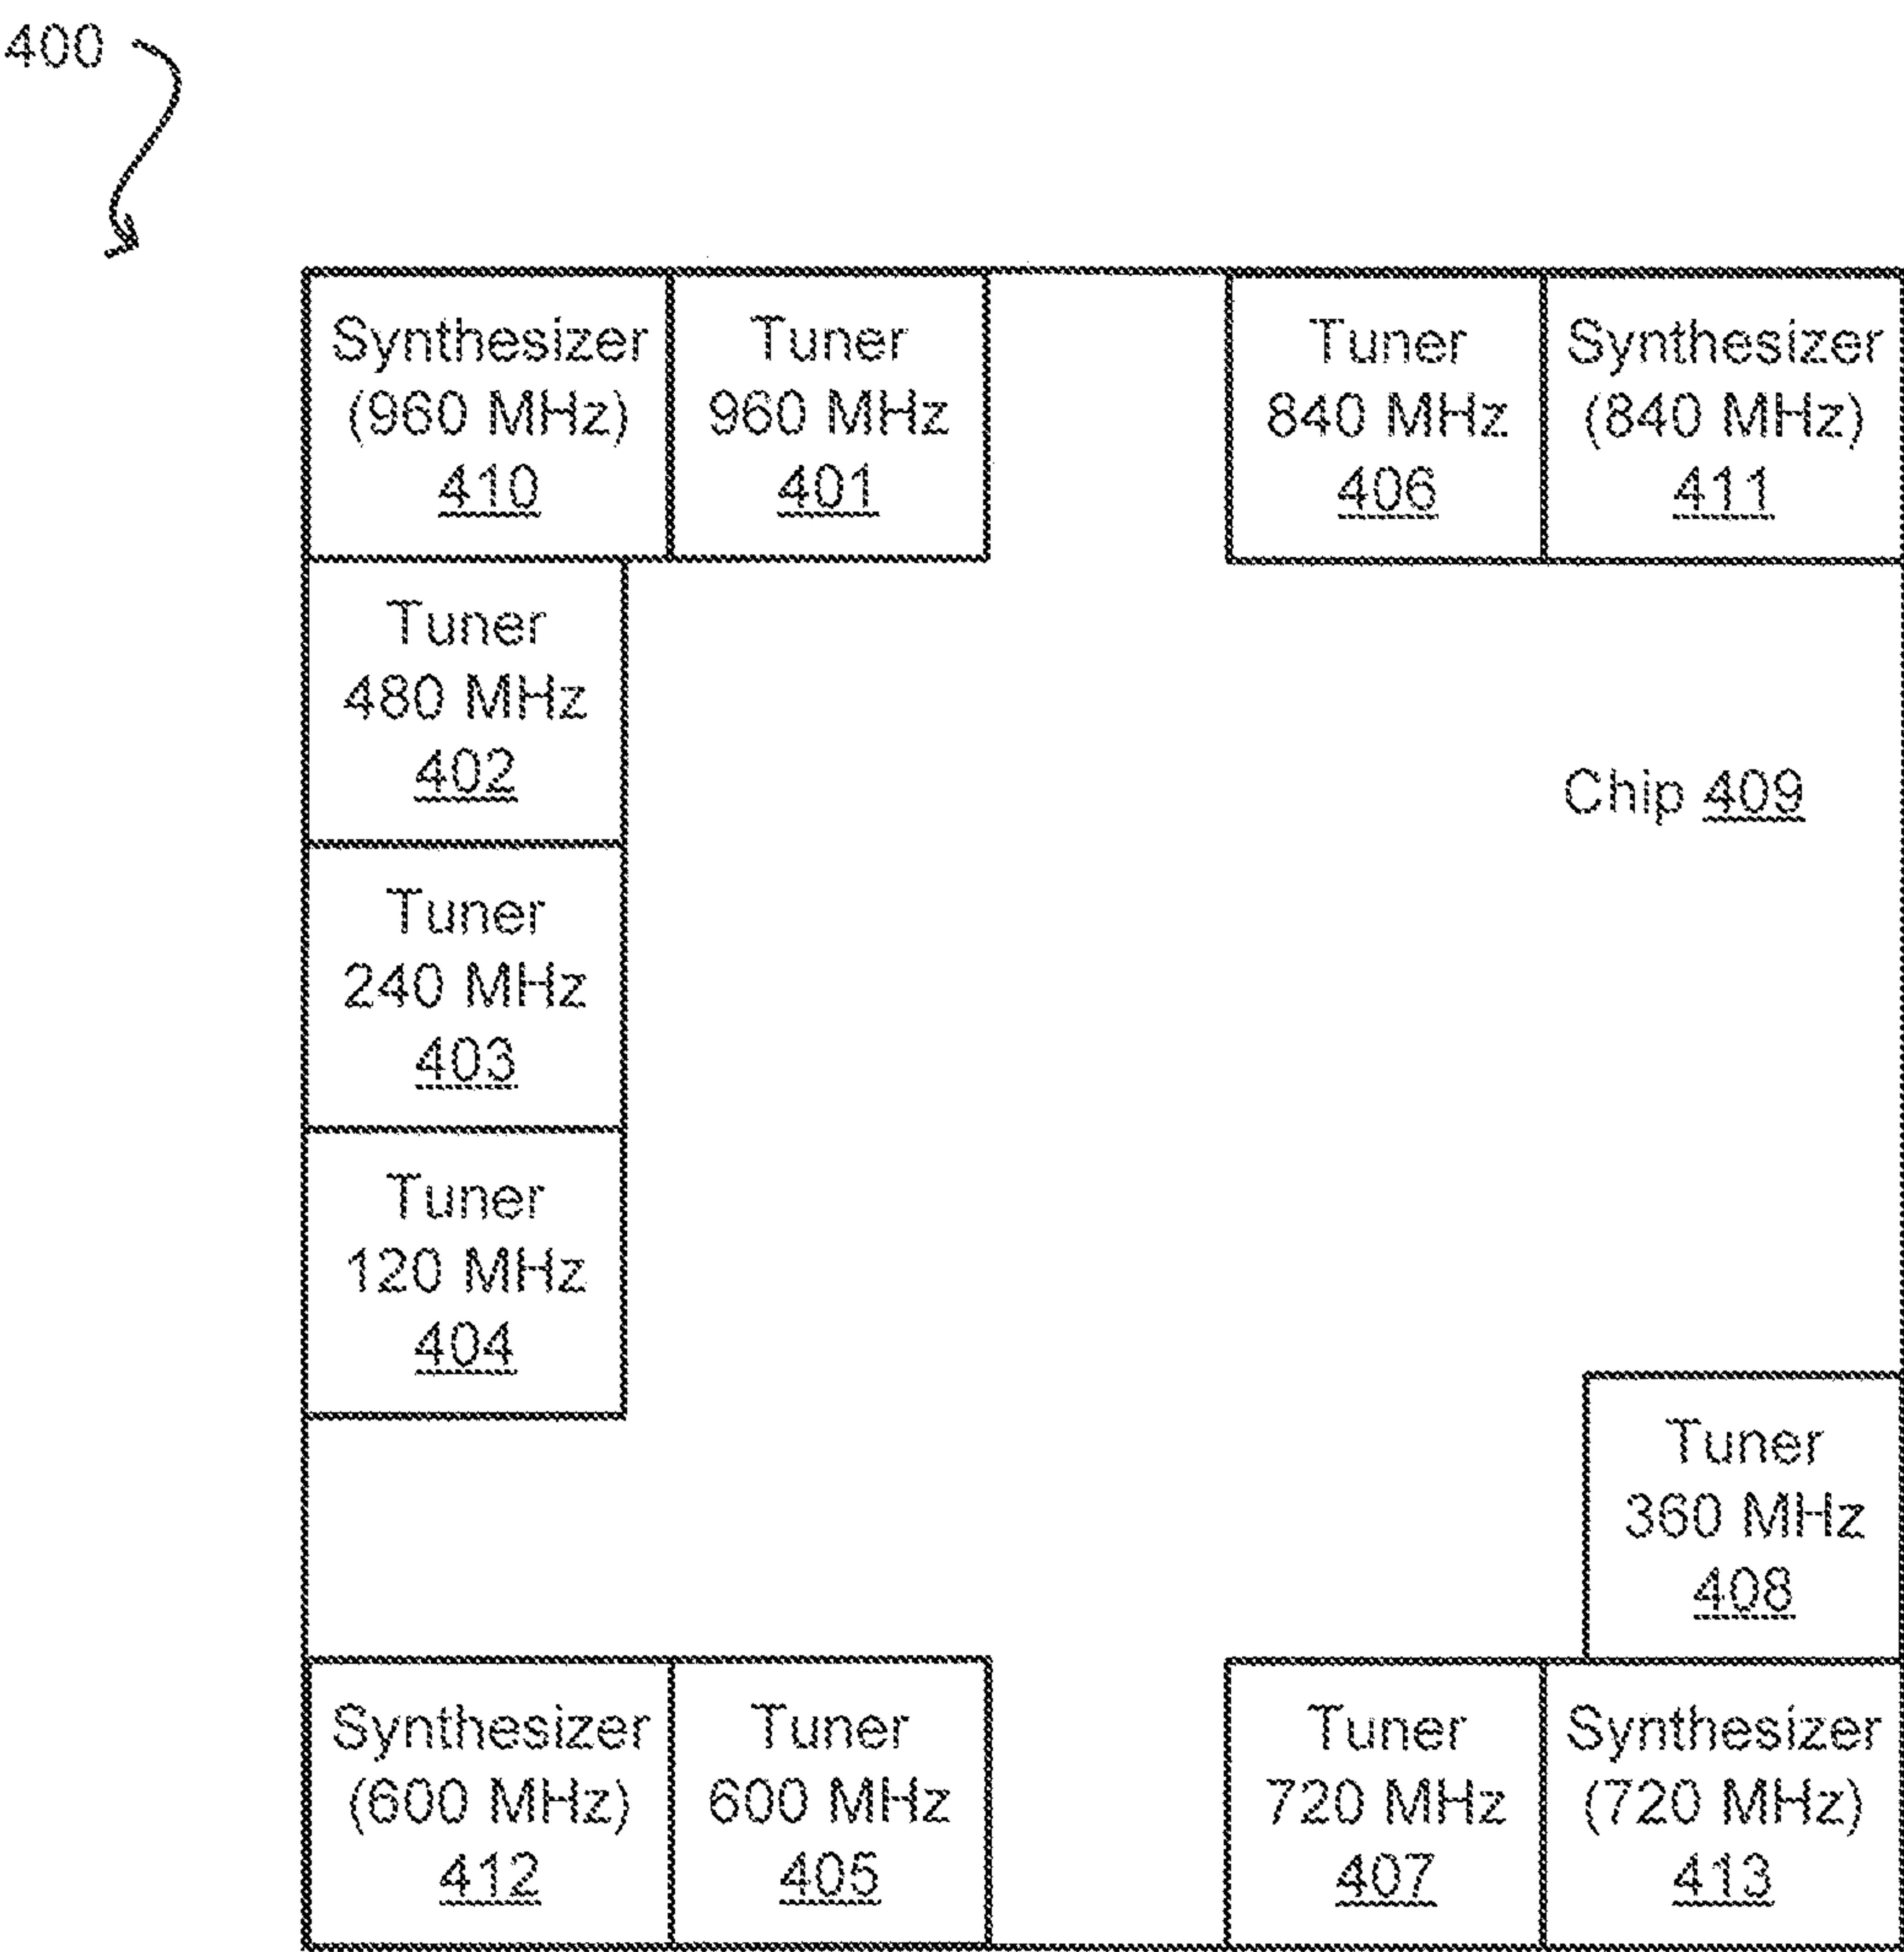 400
Synthesizer
(960 MHz)
410
Tuner
960 MHz
401
Tuner
840 MHz
406
Synthesizer
(840 MHz)
411
Tuner
480 MHz
402
Chip 409
Tuner
240 MHz
403
Tuner
120 MHz
404
Tuner
360 MHz
408
Synthesizer
(600 MHz)
412
Tuner
600 MHz
405
Tuner
720 MHz
407
Synthesizer
(720 MHz)
413